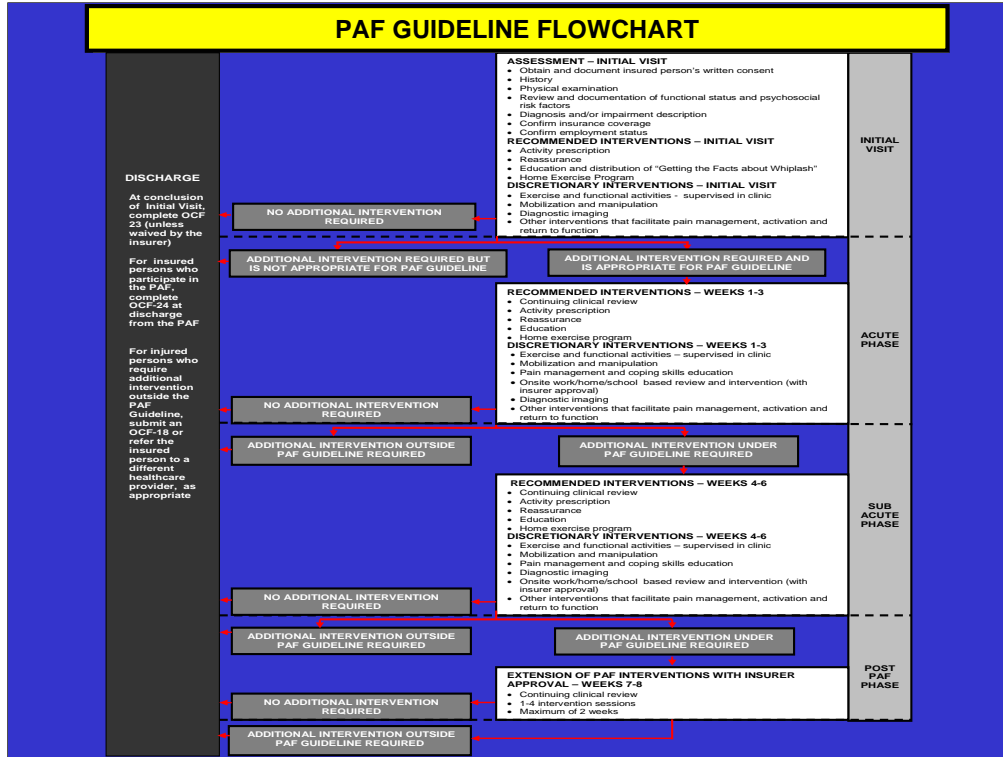 PAF GUIDELINE FLOWCHART
ASSESSMENT – INITIAL VISIT
• Obtain and document insured person's written consent
• History
• Physical examination
• Review and documentation of functional status and psychosocial
risk factors
• Diagnosis and/or impairment description
• Confirm insurance coverage
• Confirm employment status
RECOMMENDED INTERVENTIONS – INITIAL VISIT
• Activity prescription
• Reassurance
• Education and distribution of "Getting the Facts about Whiplash"
• Home Exercise Program
DISCRETIONARY INTERVENTIONS – INITIAL VISIT
• Exercise and functional activities - supervised in clinic
• Mobilization and manipulation
• Diagnostic imaging
• Other interventions that facilitate pain management, activation and
return to function
INITIAL
VISIT
DISCHARGE
At conclusion
of Initial Visit,
complete OCF
23 (unless
waived by the
insurer)
For insured
persons who
participate in
the PAF,
complete
OCF-24 at
discharge
from the PAF
For injured
persons who
require
additional
intervention
outside the
PAF
Guideline,
submit an
OCF-18 or
refer the
insured
person to a
different
healthcare
provider, as
appropriate
NO ADDITIONAL INTERVENTION
REQUIRED
ADDITIONAL INTERVENTION REQUIRED BUT
IS NOT APPROPRIATE FOR PAF GUIDELINE
ADDITIONAL INTERVENTION REQUIRED AND
IS APPROPRIATE FOR PAF GUIDELINE
RECOMMENDED INTERVENTIONS – WEEKS 1-3
• Continuing clinical review
• Activity prescription
• Reassurance
• Education
• Home exercise program
DISCRETIONARY INTERVENTIONS – WEEKS 1-3
• Exercise and functional activities – supervised in clinic
• Mobilization and manipulation
• Pain management and coping skills education
• Onsite work/home/school based review and intervention (with
insurer approval)
• Diagnostic imaging
• Other interventions that facilitate pain management, activation and
return to function
ACUTE
PHASE
NO ADDITIONAL INTERVENTION
REQUIRED
ADDITIONAL INTERVENTION OUTSIDE
PAF GUIDELINE REQUIRED
ADDITIONAL INTERVENTION UNDER
PAF GUIDELINE REQUIRED
RECOMMENDED INTERVENTIONS – WEEKS 4-6
• Continuing clinical review
• Activity prescription
• Reassurance
• Education
• Home exercise program
DISCRETIONARY INTERVENTIONS – WEEKS 4-6
• Exercise and functional activities – supervised in clinic
• Mobilization and manipulation
• Pain management and coping skills education
• Diagnostic imaging
• Onsite work/home/school based review and intervention (with
insurer approval)
• Other interventions that facilitate pain management, activation and
return to function
SUB
ACUTE
PHASE
NO ADDITIONAL INTERVENTION
REQUIRED
ADDITIONAL INTERVENTION OUTSIDE
PAF GUIDELINE REQUIRED
ADDITIONAL INTERVENTION UNDER
PAF GUIDELINE REQUIRED
EXTENSION OF PAF INTERVENTIONS WITH INSURER
APPROVAL – WEEKS 7-8
• Continuing clinical review
• 1-4 intervention sessions
• Maximum of 2 weeks
POST
PAF
PHASE
NO ADDITIONAL INTERVENTION
REQUIRED
ADDITIONAL INTERVENTION OUTSIDE
PAF GUIDELINE REQUIRED